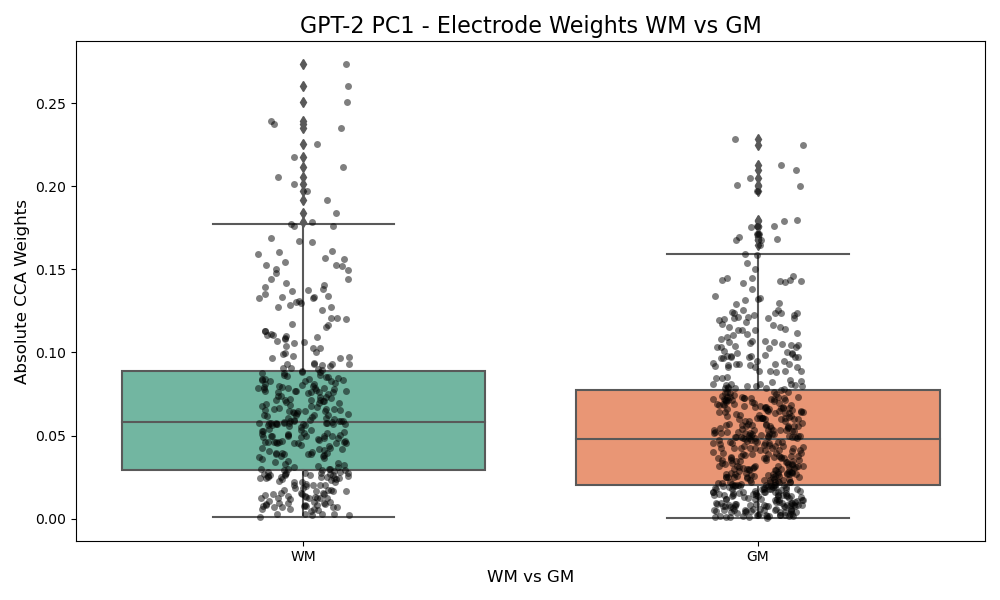 GPT-2 PC1 - Electrode Weights WM vs GM
Absolute CCA Weights
0.25
0.20
0.15
0.10
0.05
0.00
WM
GM
WM vs GM